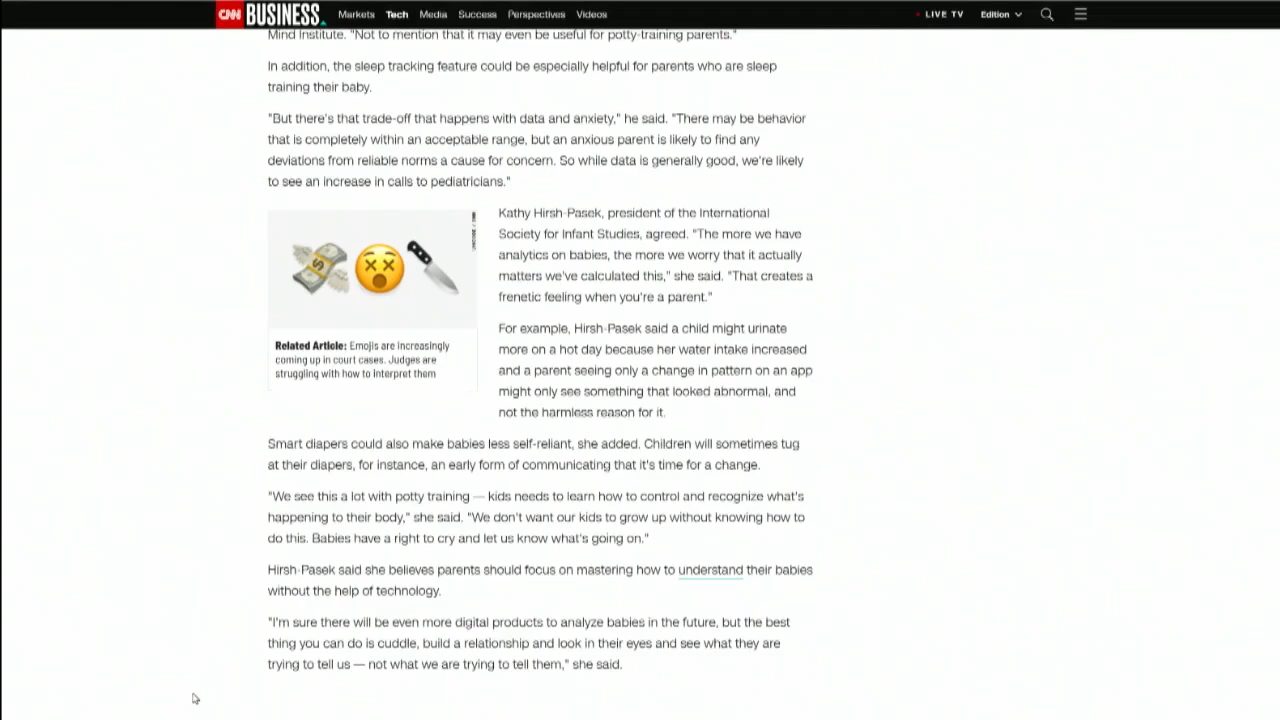 CNN BUSINESS Markets Tech Media Success Perspectives Videos LIVE TV Edition
Mind Institute. "Not to mention that it may even be useful for potty-training parents."
In addition, the sleep tracking feature could be especially helpful for parents who are sleep
training their baby.
"But there's that trade-off that happens with data and anxiety," he said. "There may be behavior
that is completely within an acceptable range, but an anxious parent is likely to find any
deviations from reliable norms a cause for concern. So while data is generally good, we're likely
to see an increase in calls to pediatricians."
Kathy Hirsh-Pasek, president of the International
Society for Infant Studies, agreed. "The more we have
analytics on babies, the more we worry that it actually
matters we've calculated this," she said. "That creates a
frenetic feeling when you're a parent."
Related Article: Emojis are increasingly
coming up in court cases. Judges are
struggling with how to interpret them
For example, Hirsh-Pasek said a child might urinate
more on a hot day because her water intake increased
and a parent seeing only a change in pattern on an app
might only see something that looked abnormal, and
not the harmless reason for it.
Smart diapers could also make babies less self-reliant, she added. Children will sometimes tug
at their diapers, for instance, an early form of communicating that it's time for a change.
"We see this a lot with potty training — kids needs to learn how to control and recognize what's
happening to their body," she said. "We don't want our kids to grow up without knowing how to
do this. Babies have a right to cry and let us know what's going on."
Hirsh-Pasek said she believes parents should focus on mastering how to understand their babies
without the help of technology.
"I'm sure there will be even more digital products to analyze babies in the future, but the best
thing you can do is cuddle, build a relationship and look in their eyes and see what they are
trying to tell us — not what we are trying to tell them," she said.